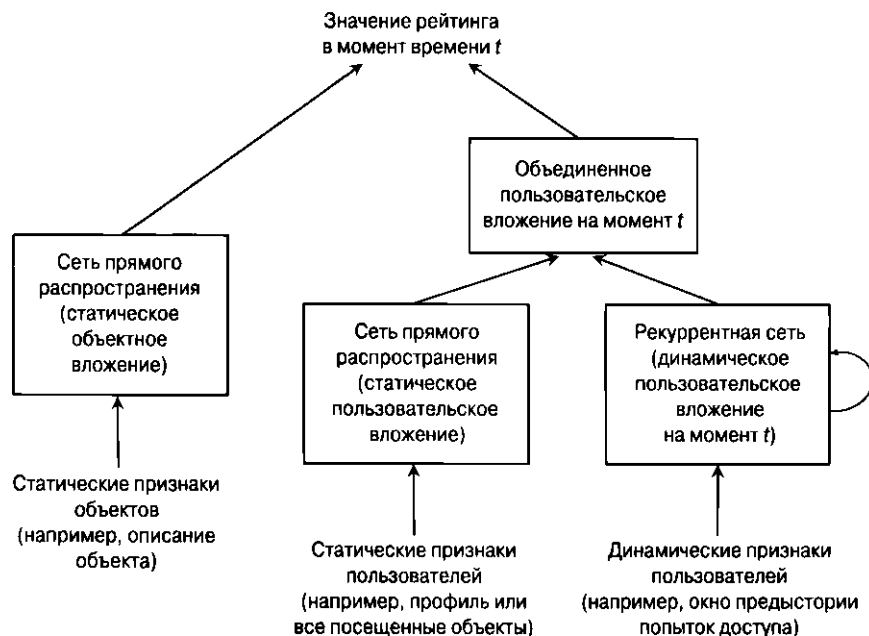 Значение рейтинга
в момент времени t
Объединенное
пользовательское
вложение на момент t
Сеть прямого
распространения
(статическое
объектное
вложение)
Сеть прямого
распространения
(статическое
пользовательское
вложение)
Рекуррентная сеть
(динамическое
пользовательское
вложение
на момент t)
Статические признаки
объектов
(например, описание
объекта)
Статические признаки
пользователей
(например, профиль или
все посещенные объекты)
Динамические признаки
пользователей
(например, окно предыстории
попыток доступа)